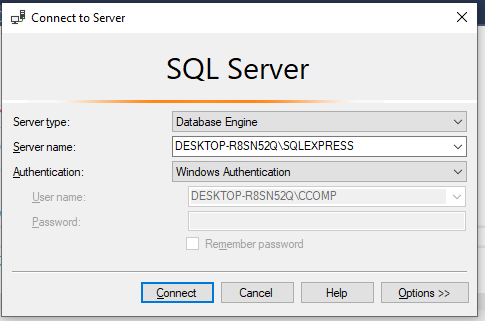 Connect to Server
SQL Server
Server type: Database Engine
Server name: DESKTOP-R8SN52Q\SQLEXPRESS
Authentication: Windows Authentication
User name: DESKTOP-R8SN52Q\CCOMP
Password:
Remember password
Connect Cancel Help Options >>